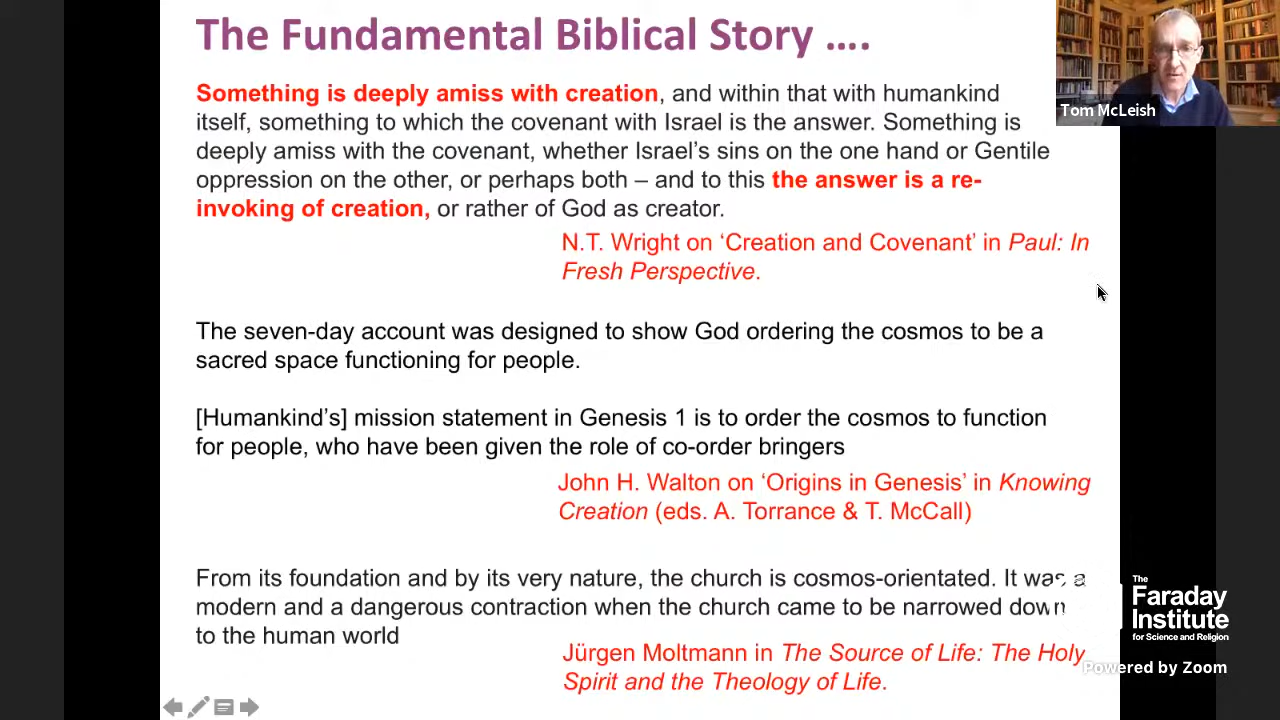 The Fundamental Biblical Story ....
Something is deeply amiss with creation, and within that with humankind
itself, something to which the covenant with Israel is the answer. Something is
deeply amiss with the covenant, whether Israel’s sins on the one hand or Gentile
oppression on the other, or perhaps both – and to this the answer is a re-
invoking of creation, or rather of God as creator.
N.T. Wright on ‘Creation and Covenant’ in Paul: In
Fresh Perspective.
The seven-day account was designed to show God ordering the cosmos to be a
sacred space functioning for people.
[Humankind’s] mission statement in Genesis 1 is to order the cosmos to function
for people, who have been given the role of co-order bringers
John H. Walton on ‘Origins in Genesis’ in Knowing
Creation (eds. A. Torrance & T. McCall)
From its foundation and by its very nature, the church is cosmos-orientated. It was a
modern and a dangerous contraction when the church came to be narrowed down
to the human world
Jürgen Moltmann in The Source of Life: The Holy
Spirit and the Theology of Life.
Tom McLeish
The
Faraday
Institute
for Science and Religion
Powered by Zoom